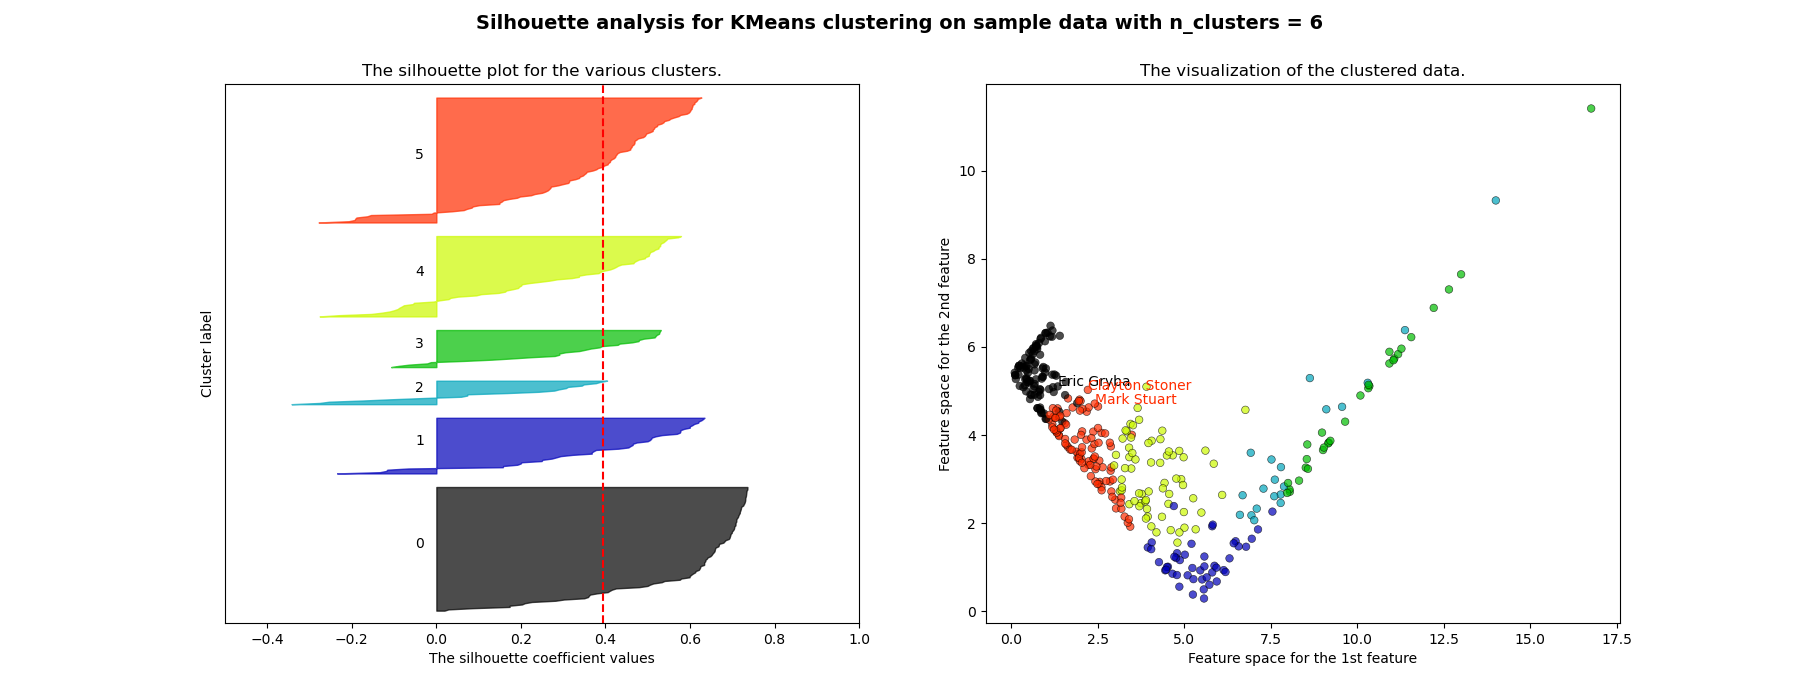 Silhouette analysis for KMeans clustering on sample data with n_clusters = 6
The silhouette plot for the various clusters.
Cluster label
5
4
3
2
1
0
−0.4 −0.2 0.0 0.2 0.4 0.6 0.8 1.0
The silhouette coefficient values
The visualization of the clustered data.
Feature space for the 2nd feature
10
8
6
4
2
0
Eric Gryba
Clayton Stoner
Mark Stuart
0.0 2.5 5.0 7.5 10.0 12.5 15.0 17.5
Feature space for the 1st feature